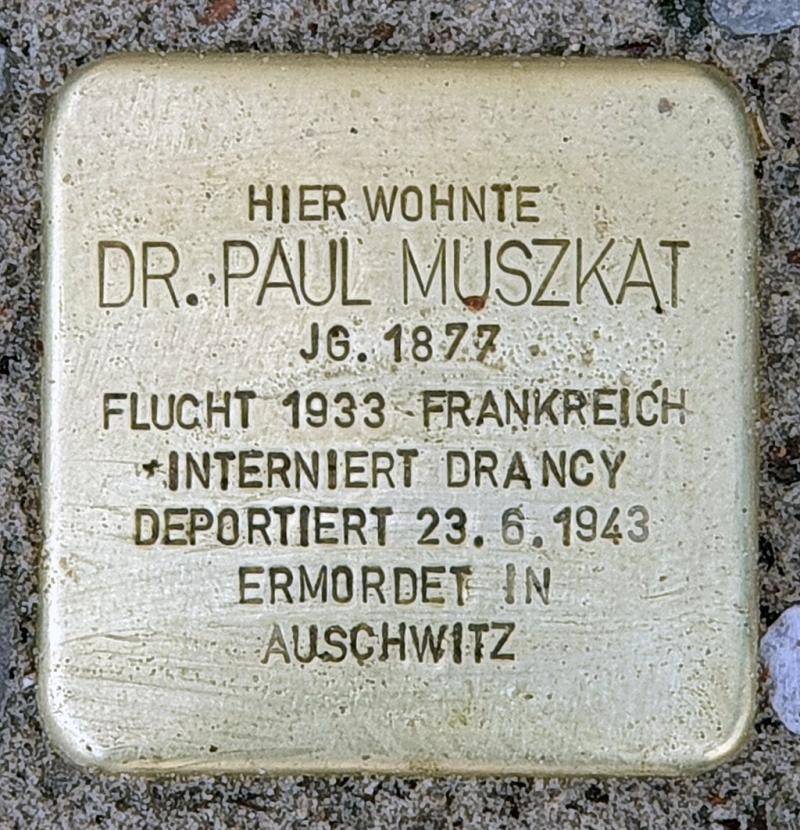 HIER WOHNTE
DR. PAUL MUSZKAT
JG. 1877
FLUCHT 1933 FRANKREICH
INTERNIERT DRANCY
DEPORTIERT 23.6.1943
ERMORDET IN
AUSCHWITZ